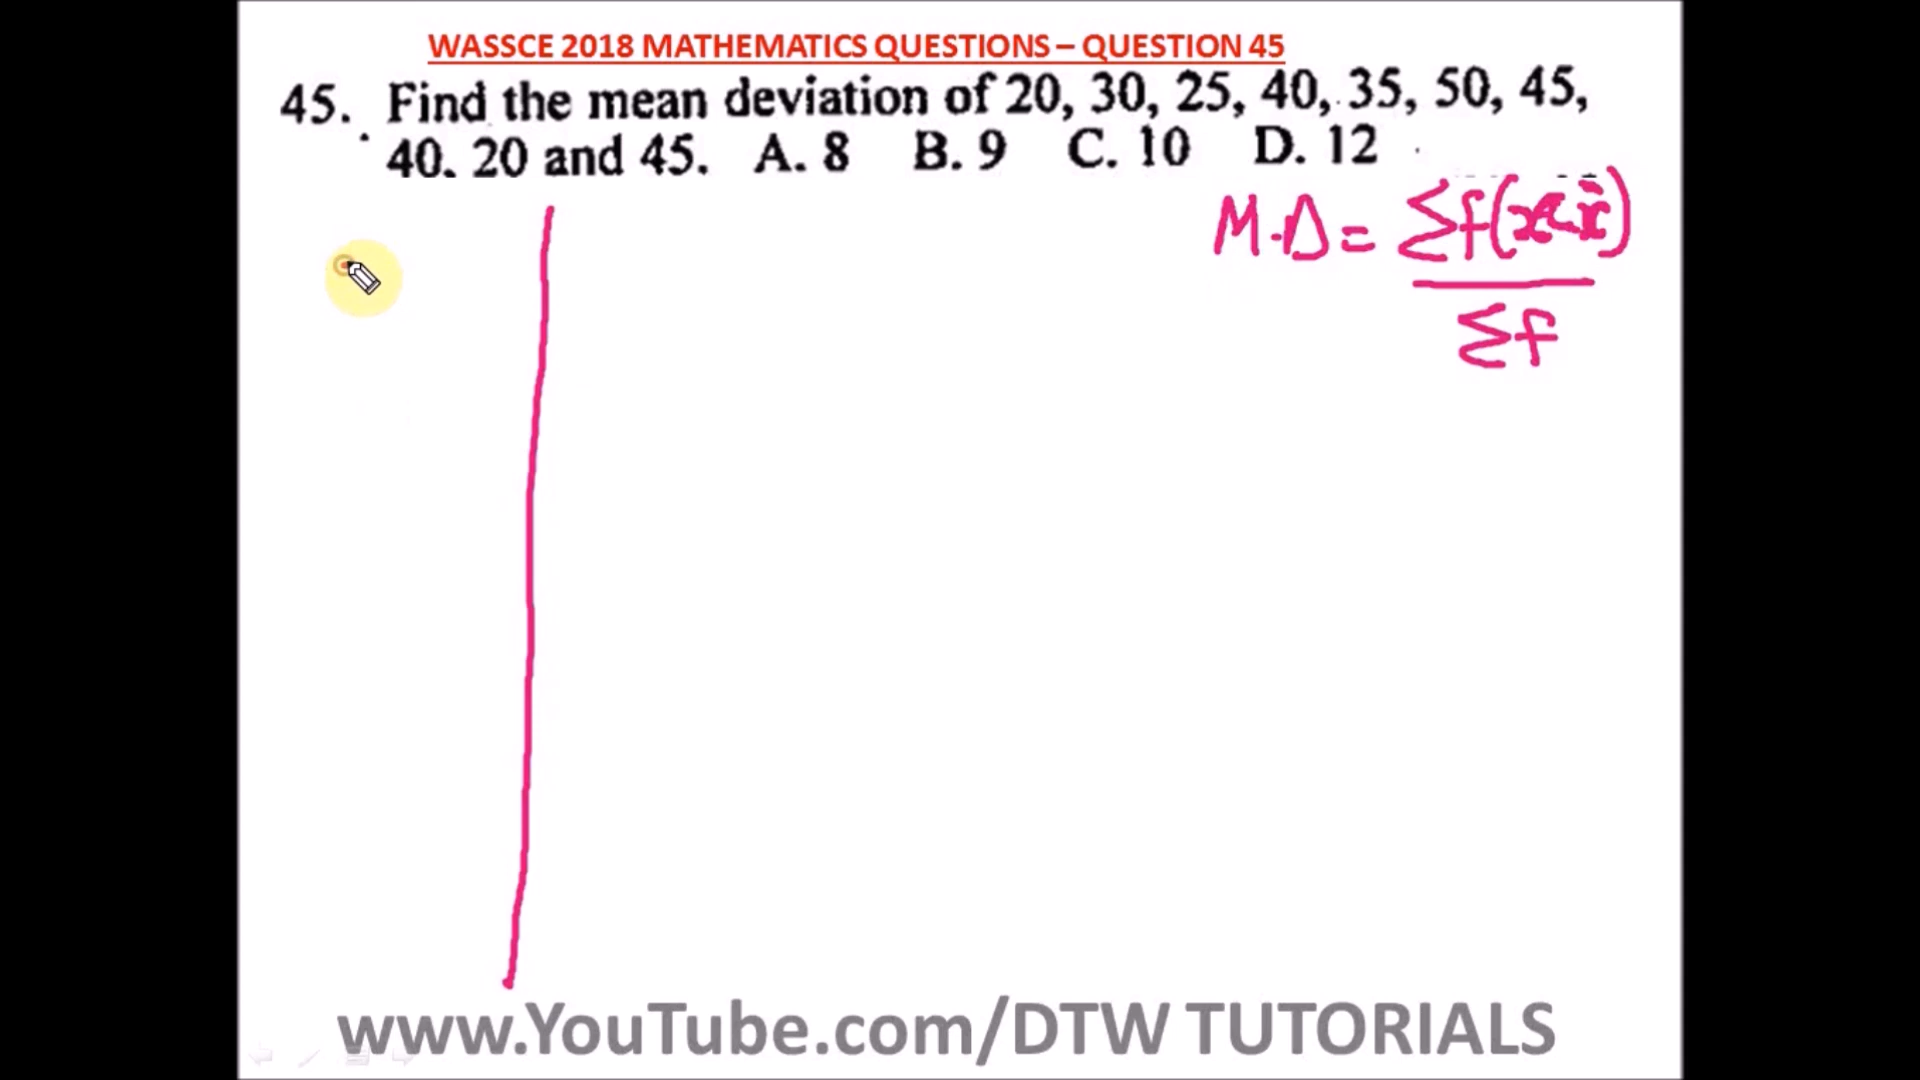 WASSCE 2018 MATHEMATICS QUESTIONS – QUESTION 45
45. Find the mean deviation of 20, 30, 25, 40, 35, 50, 45,
40, 20 and 45. A. 8 B. 9 C. 10 D. 12
M.D = Σf(x-x̄)
Σf
www.YouTube.com/DTW TUTORIALS